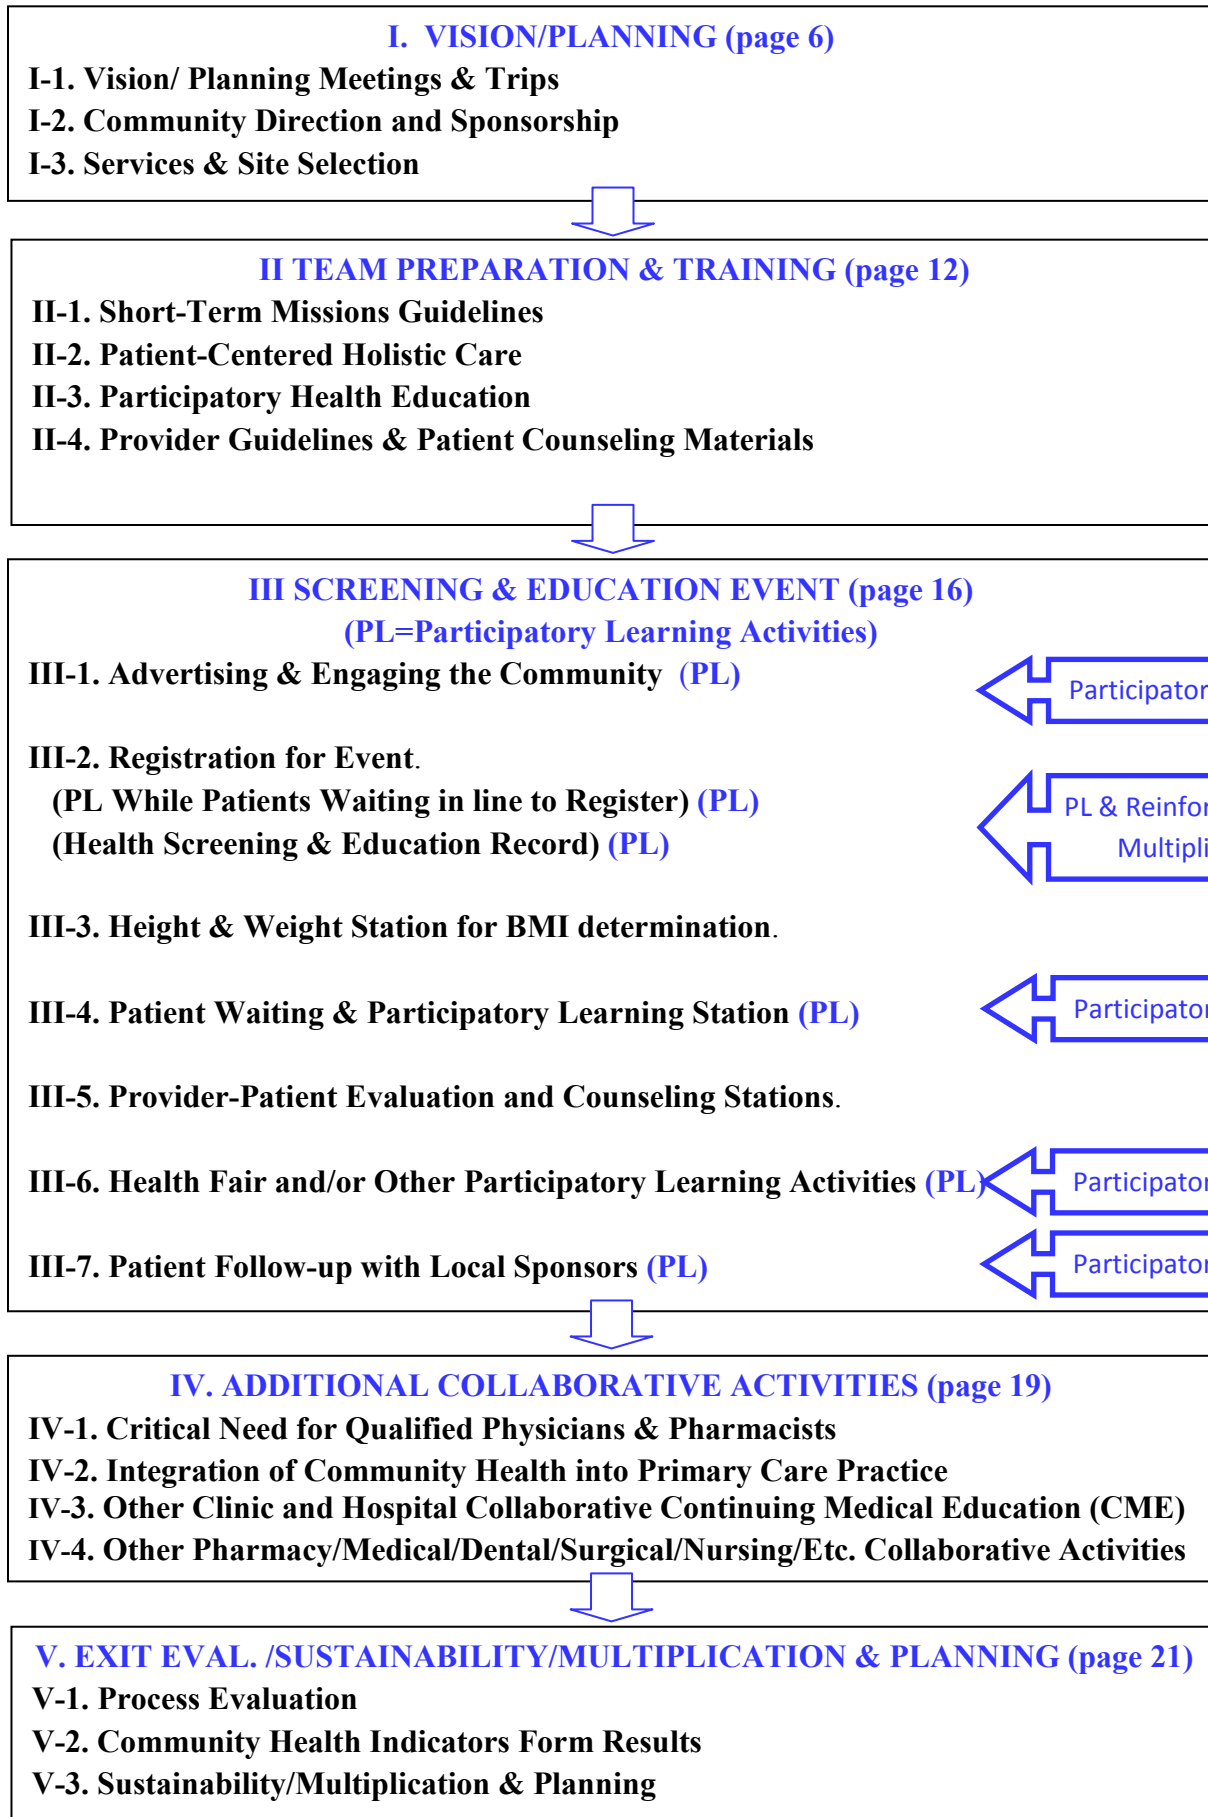 I. VISION/PLANNING (page 6)
I-1. Vision/ Planning Meetings & Trips
I-2. Community Direction and Sponsorship
I-3. Services & Site Selection
II TEAM PREPARATION & TRAINING (page 12)
II-1. Short-Term Missions Guidelines
II-2. Patient-Centered Holistic Care
II-3. Participatory Health Education
II-4. Provider Guidelines & Patient Counseling Materials
III SCREENING & EDUCATION EVENT (page 16)
(PL=Participatory Learning Activities)
III-1. Advertising & Engaging the Community (PL)
III-2. Registration for Event.
(PL While Patients Waiting in line to Register) (PL)
PL &
(Health Screening & Education Record) (PL)
III-3. Height & Weight Station for BMI determination.
III-4. Patient Waiting & Participatory Learning Station (PL)
III-5. Provider-Patient Evaluation and Counseling Stations.
III-6. Health Fair and/or Other Participatory Learning Activities (PL)
III-7. Patient Follow-up with Local Sponsors (PL)
IV. ADDITIONAL COLLABORATIVE ACTIVITIES (page 19)
IV-1. Critical Need for Qualified Physicians & Pharmacists
IV-2. Integration of Community Health into Primary Care Practice
IV-3. Other Clinic and Hospital Collaborative Continuing Medical Education (CME)
IV-4. Other Pharmacy/Medical/Dental/Surgical/Nursing/Etc. Collaborative Activities
V. EXIT EVAL. /SUSTAINABILITY/MULTIPLICATION & PLANNING (page 21)
V-1. Process Evaluation
V-2. Community Health Indicators Form Results
V-3. Sustainability/Multiplication & Planning